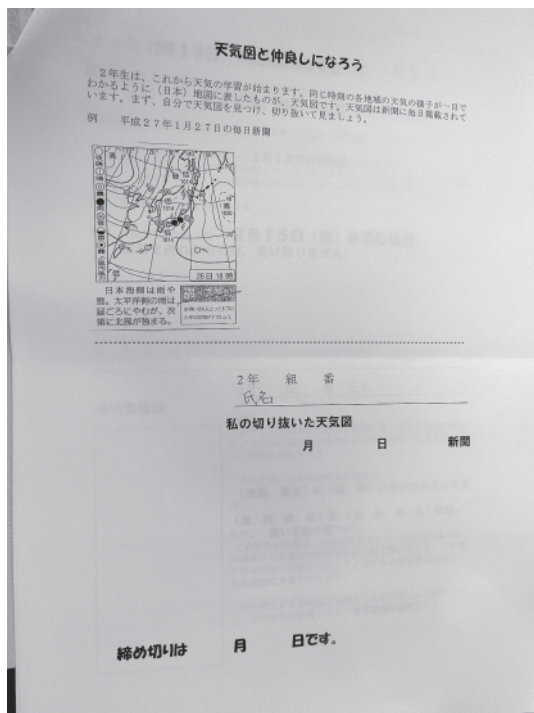 天気図と仲良しになろう
2年生は、これから天気の学習が始まります。同じ時刻の各地域の天気の様子が一目で
わかるように（日本）地図に表したものが、天気図です。天気図は新聞に毎日掲載されて
います。まず、自分で天気図を見つけ、切り抜いて見ましょう。
例 平成27年1月27日の毎日新聞
26日18時
日本海側は雨や
雪。太平洋側の雨は
昼ごろにやむが、次
第に北風が強まる。
2年 組 番
氏名
私の切り抜いた天気図
月 日 新聞
締め切りは 月 日です。